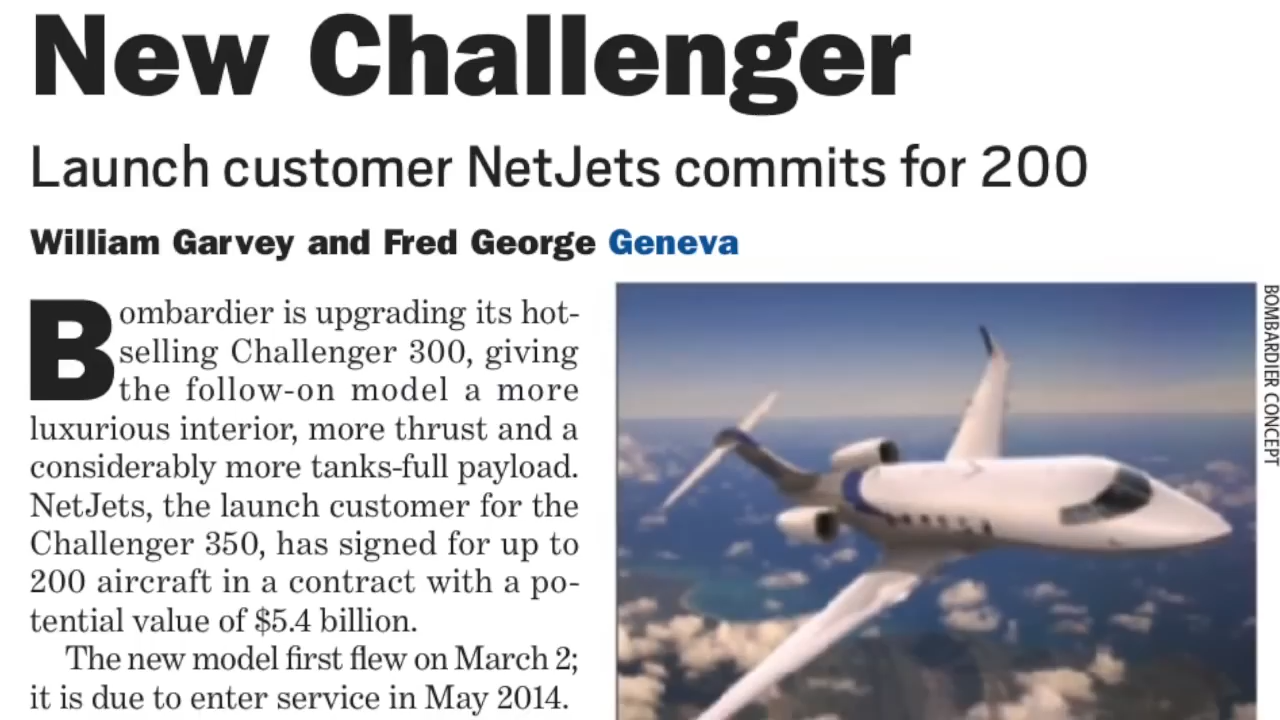 New Challenger
Launch customer NetJets commits for 200
William Garvey and Fred George Geneva
Bombardier is upgrading its hot-
selling Challenger 300, giving
the follow-on model a more
luxurious interior, more thrust and a
considerably more tanks-full payload.
NetJets, the launch customer for the
Challenger 350, has signed for up to
200 aircraft in a contract with a po-
tential value of $5.4 billion.
The new model first flew on March 2;
it is due to enter service in May 2014.
BOMBARDIER CONCEPT